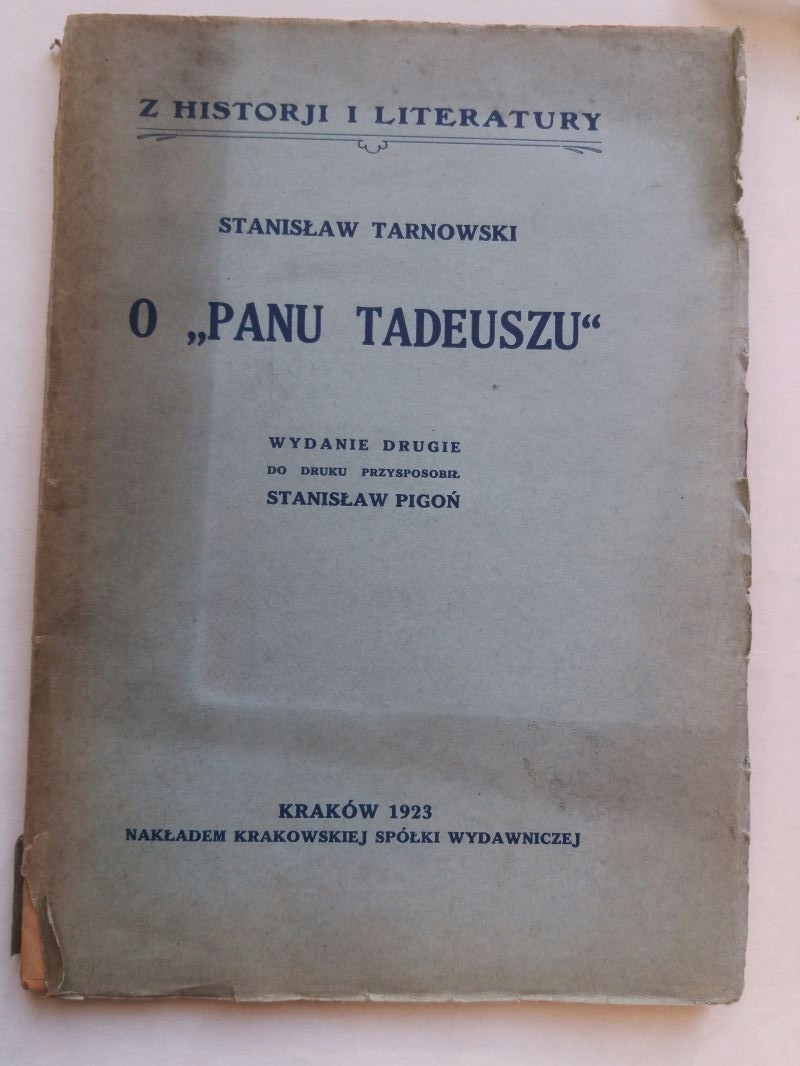 Z HISTORJI I LITERATURY
STANISŁAW TARNOWSKI
O „PANU TADEUSZU“
WYDANIE DRUGIE
DO DRUKU PRZYSPOSOBIŁ
STANISŁAW PIGOŃ
KRAKÓW 1923
NAKŁADEM KRAKOWSKIEJ SPÓŁKI WYDAWNICZEJ